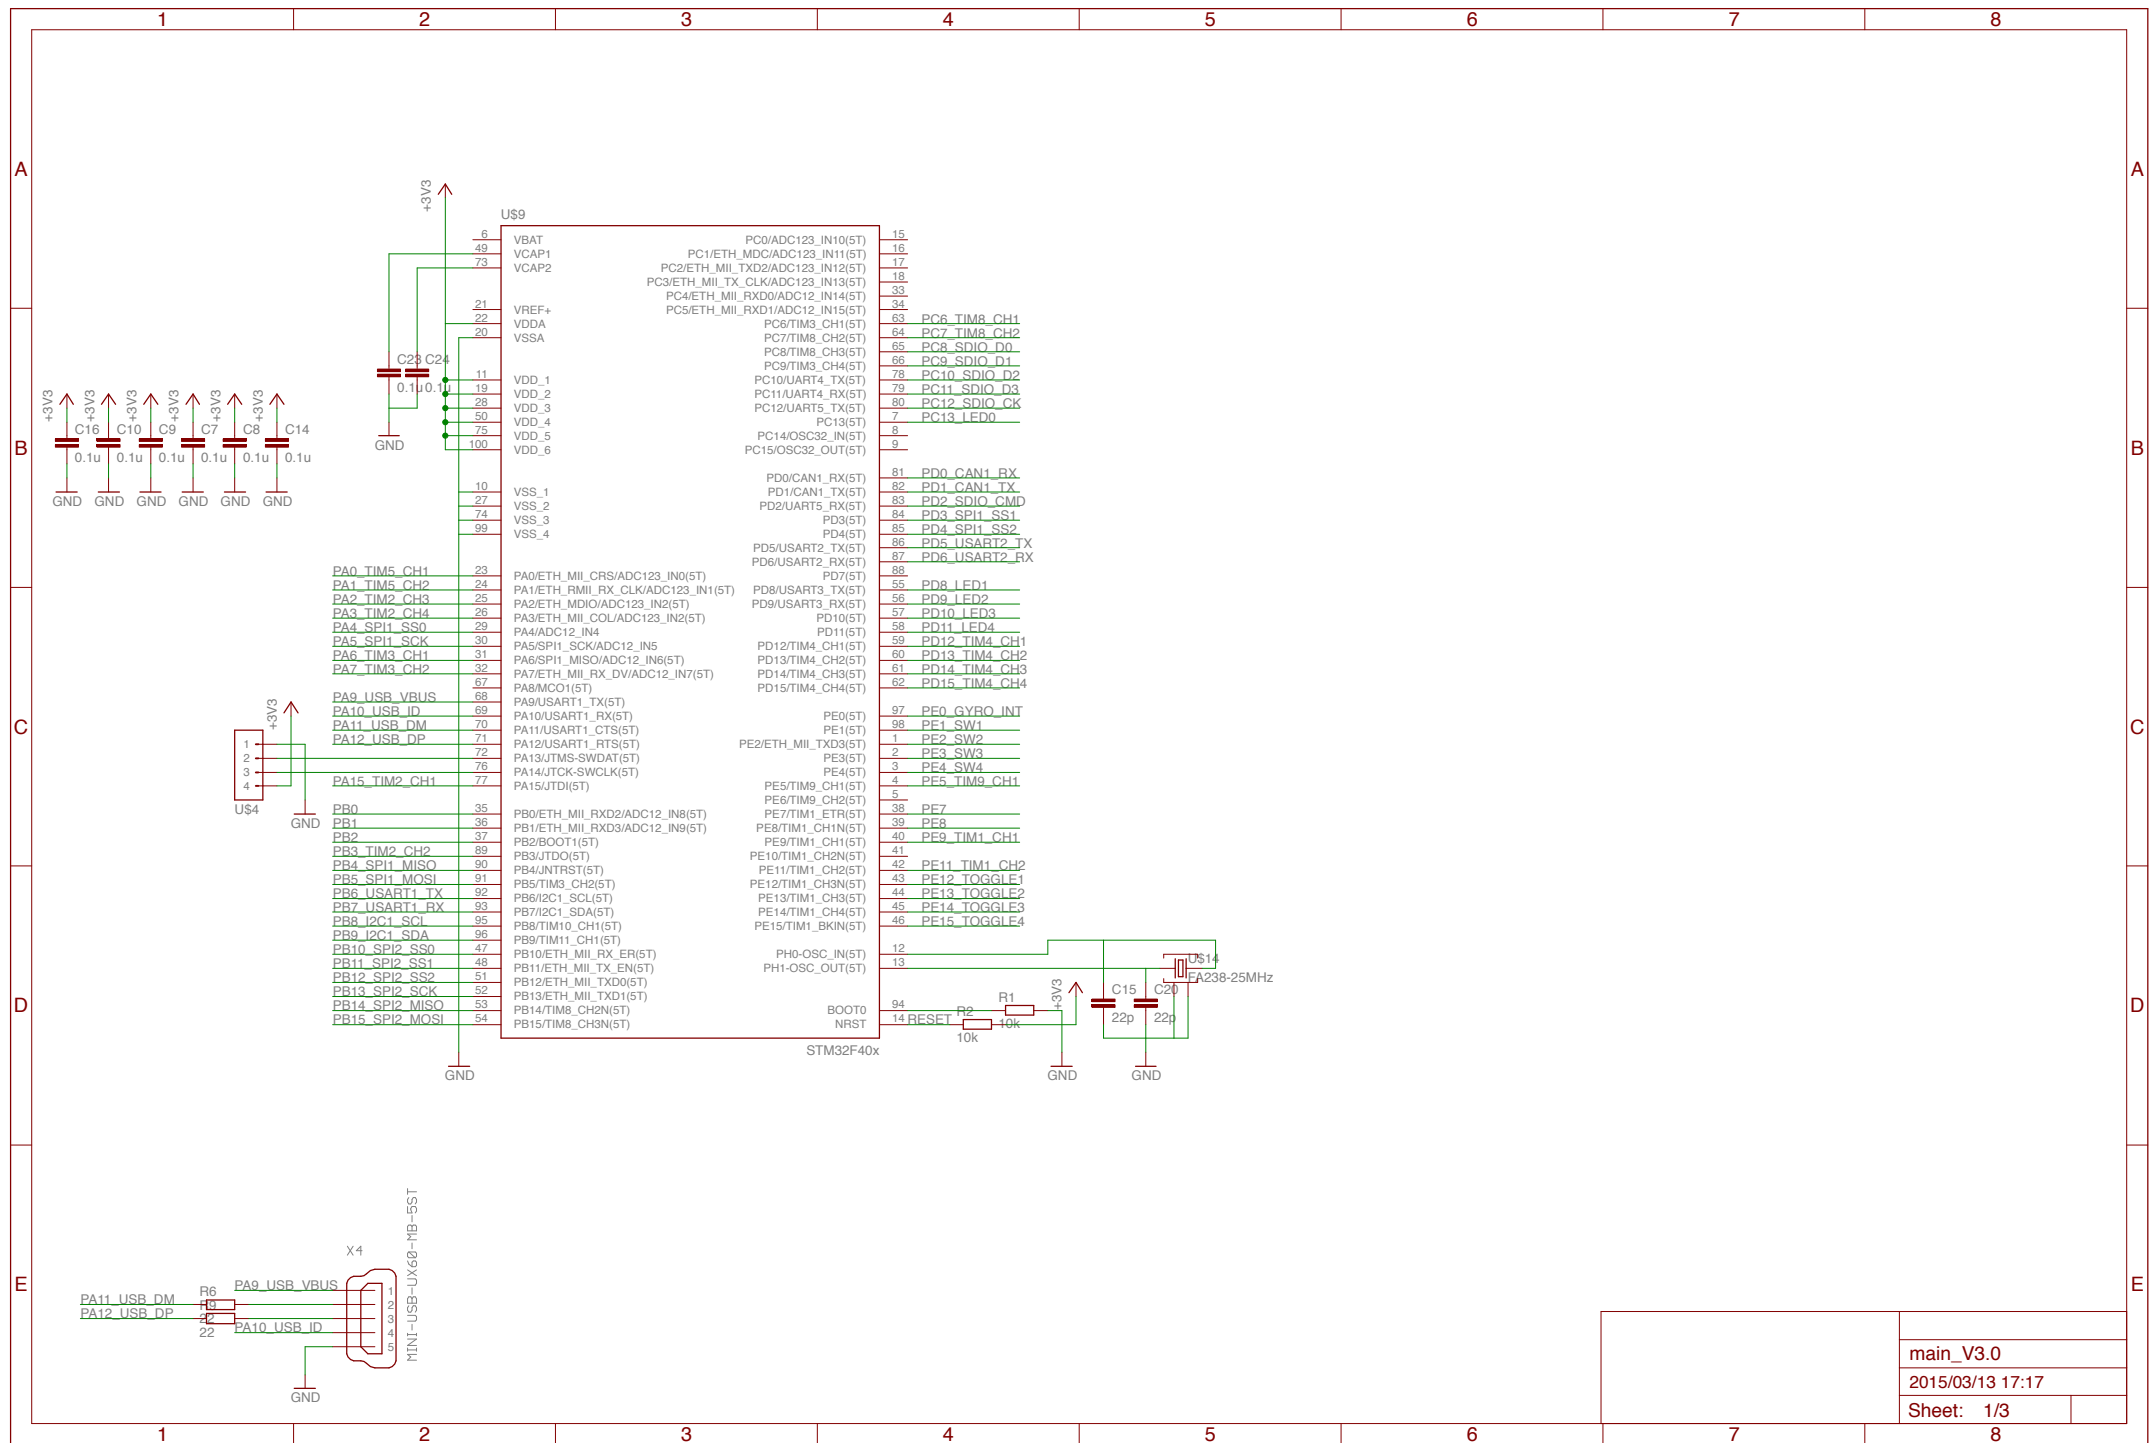 1 2 3 4 5 6 7 8
A A
+3V3
U$9
6 VBAT PC0/ADC123_IN10(5T) 15
49 VCAP1 PC1/ETH_MDC/ADC123_IN11(5T) 16
73 VCAP2 PC2/ETH_MII_TXD2/ADC123_IN12(5T) 17
PC3/ETH_MII_TX_CLK/ADC123_IN13(5T) 18
PC4/ETH_MII_RXD0/ADC12_IN14(5T) 33
21 VREF+ PC5/ETH_MII_RXD1/ADC12_IN15(5T) 34
22 VDDA PC6/TIM3_CH1(5T) 63 PC6_TIM8_CH1
20 VSSA PC7/TIM8_CH2(5T) 64 PC7_TIM8_CH2
PC8/TIM8_CH3(5T) 65 PC8_SDIO_D0
C23 C24 PC9/TIM3_CH4(5T) 66 PC9_SDIO_D1
0.1u 0.1u
11 VDD_1 PC10/UART4_TX(5T) 78 PC10_SDIO_D2
19 VDD_2 PC11/UART4_RX(5T) 79 PC11_SDIO_D3
28 VDD_3 PC12/UART5_TX(5T) 80 PC12_SDIO_CK
50 VDD_4 PC13(5T) 7 PC13_LED0
75 VDD_5 PC14/OSC32_IN(5T) 8
100 VDD_6 PC15/OSC32_OUT(5T) 9
GND
+3V3 +3V3 +3V3 +3V3 +3V3 +3V3
C16 C10 C9 C7 C8 C14
B B
0.1u 0.1u 0.1u 0.1u 0.1u 0.1u
GND GND GND GND GND GND
PD0/CAN1_RX(5T) 81 PD0_CAN1_RX
10 VSS_1 PD1/CAN1_TX(5T) 82 PD1_CAN1_TX
27 VSS_2 PD2/UART5_RX(5T) 83 PD2_SDIO_CMD
74 VSS_3 PD3(5T) 84 PD3_SPI1_SS1
99 VSS_4 PD4(5T) 85 PD4_SPI1_SS2
PD5/USART2_TX(5T) 86 PD5_USART2_TX
PD6/USART2_RX(5T) 87 PD6_USART2_RX
PA0_TIM5_CH1 23 PA0/ETH_MII_CRS/ADC123_IN0(5T) PD7(5T) 88
PA1_TIM5_CH2 24 PA1/ETH_RMII_RX_CLK/ADC123_IN1(5T) PD8/USART3_TX(5T) 55 PD8_LED1
PA2_TIM2_CH3 25 PA2/ETH_MDIO/ADC123_IN2(5T) PD9/USART3_RX(5T) 56 PD9_LED2
PA3_TIM2_CH4 26 PA3/ETH_MII_COL/ADC123_IN2(5T) PD10(5T) 57 PD10_LED3
PA4_SPI1_SS0 29 PA4/ADC12_IN4 PD11(5T) 58 PD11_LED4
PA5_SPI1_SCK 30 PA5/SPI1_SCK/ADC12_IN5 PD12/TIM4_CH1(5T) 59 PD12_TIM4_CH1
PA6_TIM3_CH1 31 PA6/SPI1_MISO/ADC12_IN6(5T) PD13/TIM4_CH2(5T) 60 PD13_TIM4_CH2
PA7_TIM3_CH2 32 PA7/ETH_MII_RX_DV/ADC12_IN7(5T) PD14/TIM4_CH3(5T) 61 PD14_TIM4_CH3
67 PA8/MCO1(5T) PD15/TIM4_CH4(5T) 62 PD15_TIM4_CH4
PA9_USB_VBUS 68 PA9/USART1_TX(5T)
PA10_USB_ID 69 PA10/USART1_RX(5T) PE0(5T) 97 PE0_GYRO_INT
PA11_USB_DM 70 PA11/USART1_CTS(5T) PE1(5T) 98 PE1_SW1
C C
+3V3
1 PA12_USB_DP 71 PA12/USART1_RTS(5T) PE2/ETH_MII_TXD3(5T) 1 PE2_SW2
2 72 PA13/JTMS-SWDAT(5T) PE3(5T) 2 PE3_SW3
3 76 PA14/JTCK-SWCLK(5T) PE4(5T) 3 PE4_SW4
4 PA15_TIM2_CH1 77 PA15/JTDI(5T) PE5/TIM9_CH1(5T) 4 PE5_TIM9_CH1
U$4 PE6/TIM9_CH2(5T) 5
GND
PB0 35 PB0/ETH_MII_RXD2/ADC12_IN8(5T) PE7/TIM1_ETR(5T) 38 PE7
PB1 36 PB1/ETH_MII_RXD3/ADC12_IN9(5T) PE8/TIM1_CH1N(5T) 39 PE8
PB2 37 PB2/BOOT1(5T) PE9/TIM1_CH1(5T) 40 PE9_TIM1_CH1
PB3_TIM2_CH2 89 PB3/JTDO(5T) PE10/TIM1_CH2N(5T) 41
PB4_SPI1_MISO 90 PB4/JNTRST(5T) PE11/TIM1_CH2(5T) 42 PE11_TIM1_CH2
PB5_SPI1_MOSI 91 PB5/TIM3_CH2(5T) PE12/TIM1_CH3N(5T) 43 PE12_TOGGLE1
PB6_USART1_TX 92 PB6/I2C1_SCL(5T) PE13/TIM1_CH3(5T) 44 PE13_TOGGLE2
PB7_USART1_RX 93 PB7/I2C1_SDA(5T) PE14/TIM1_CH4(5T) 45 PE14_TOGGLE3
PB8_I2C1_SCL 95 PB8/TIM10_CH1(5T) PE15/TIM1_BKIN(5T) 46 PE15_TOGGLE4
PB9_I2C1_SDA 96 PB9/TIM11_CH1(5T)
PB10_SPI2_SS0 47 PB10/ETH_MII_RX_ER(5T) PH0-OSC_IN(5T) 12
PB11_SPI2_SS1 48 PB11/ETH_MII_TX_EN(5T) PH1-OSC_OUT(5T) 13
U$14
FA238-25MHz
PB12_SPI2_SS2 51 PB12/ETH_MII_TXD0(5T)
PB13_SPI2_SCK 52 PB13/ETH_MII_TXD1(5T)
D D
+3V3
C15 C20
22p 22p
PB14_SPI2_MISO 53 PB14/TIM8_CH2N(5T) BOOT0 94 R1
10k
PB15_SPI2_MOSI 54 PB15/TIM8_CH3N(5T) NRST 14 RESET R2
10k
STM32F40x
GND GND GND
X4
MINI-USB-UX60-MB-5ST
E E
PA9_USB_VBUS 1
PA11_USB_DM R6 2
PA12_USB_DP R9 3
22
22
PA10_USB_ID 4
5
GND
main_V3.0
2015/03/13 17:17
Sheet: 1/3
1 2 3 4 5 6 7 8